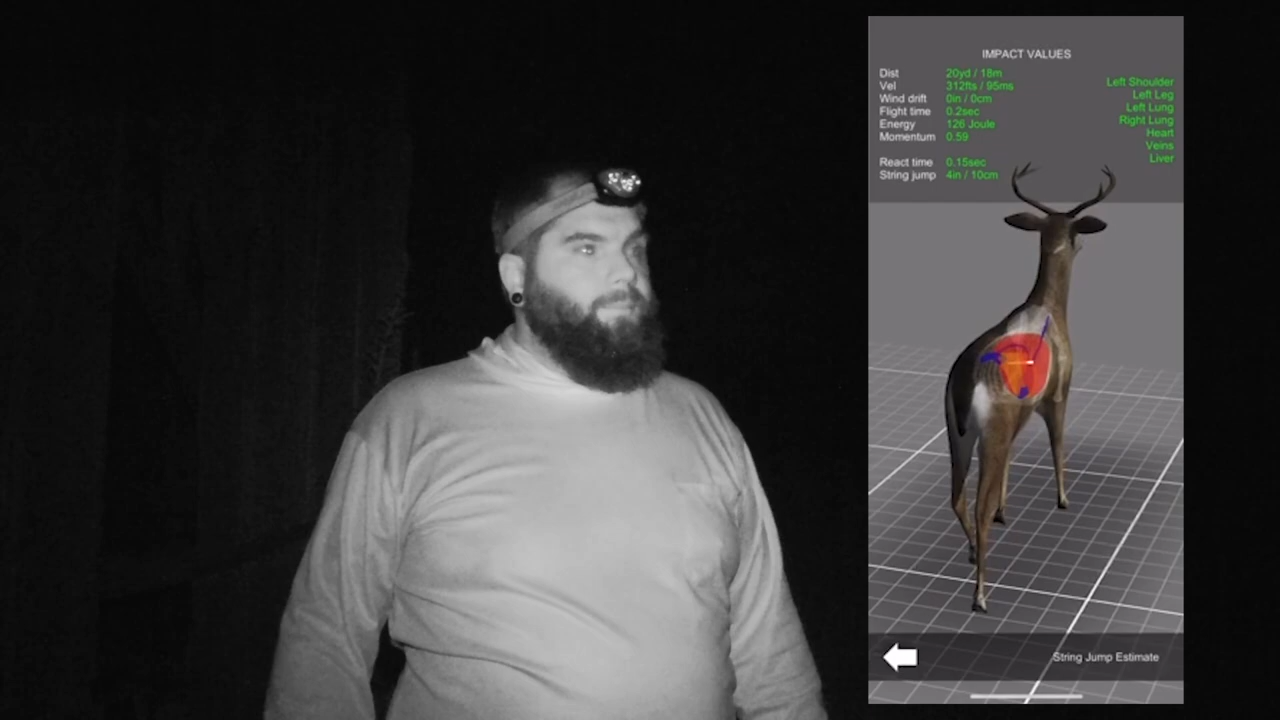 IMPACT VALUES
Dist 20yd / 18m
Vel 312fts / 95ms
Wind drift 0in / 0cm
Flight time 0.2sec
Energy 126 Joule
Momentum 0.59
React time 0.15sec
String jump 4in / 10cm
Left Shoulder
Left Leg
Left Lung
Right Lung
Heart
Veins
Liver
String Jump Estimate